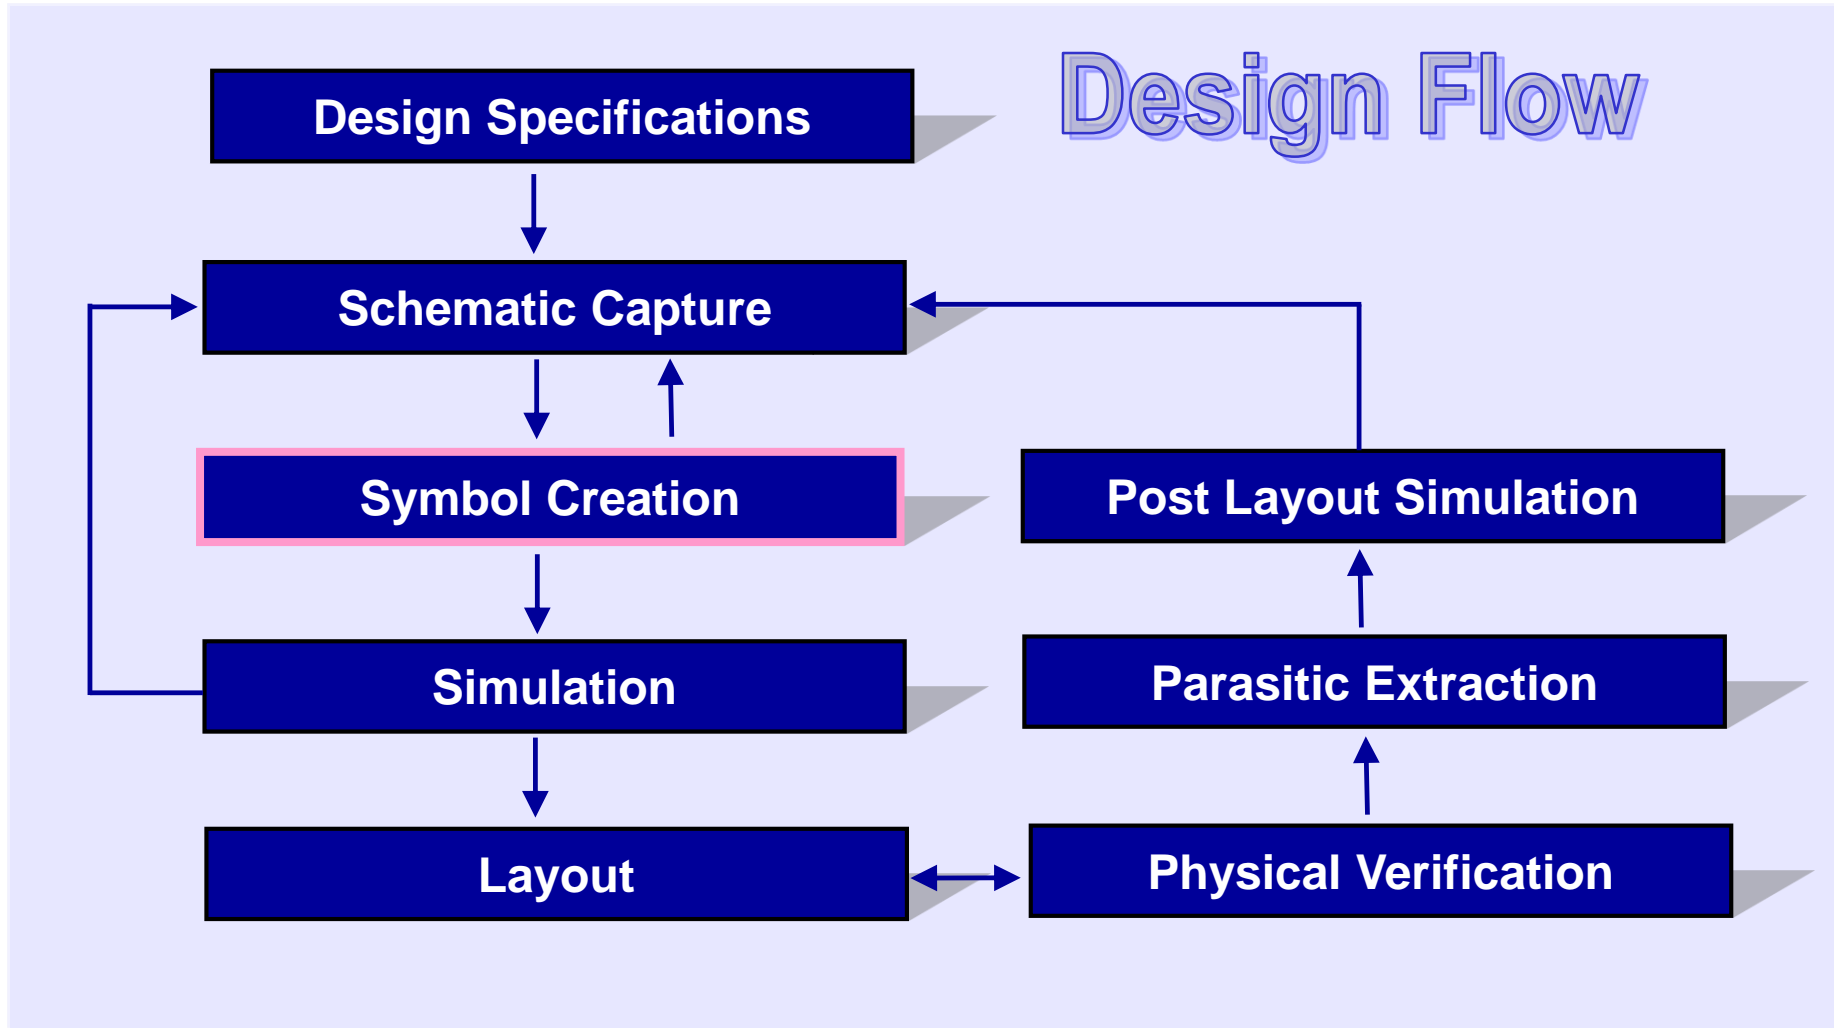 Design Flow
Design Specifications
Schematic Capture
Symbol Creation
Post Layout Simulation
Simulation
Parasitic Extraction
Layout
Physical Verification